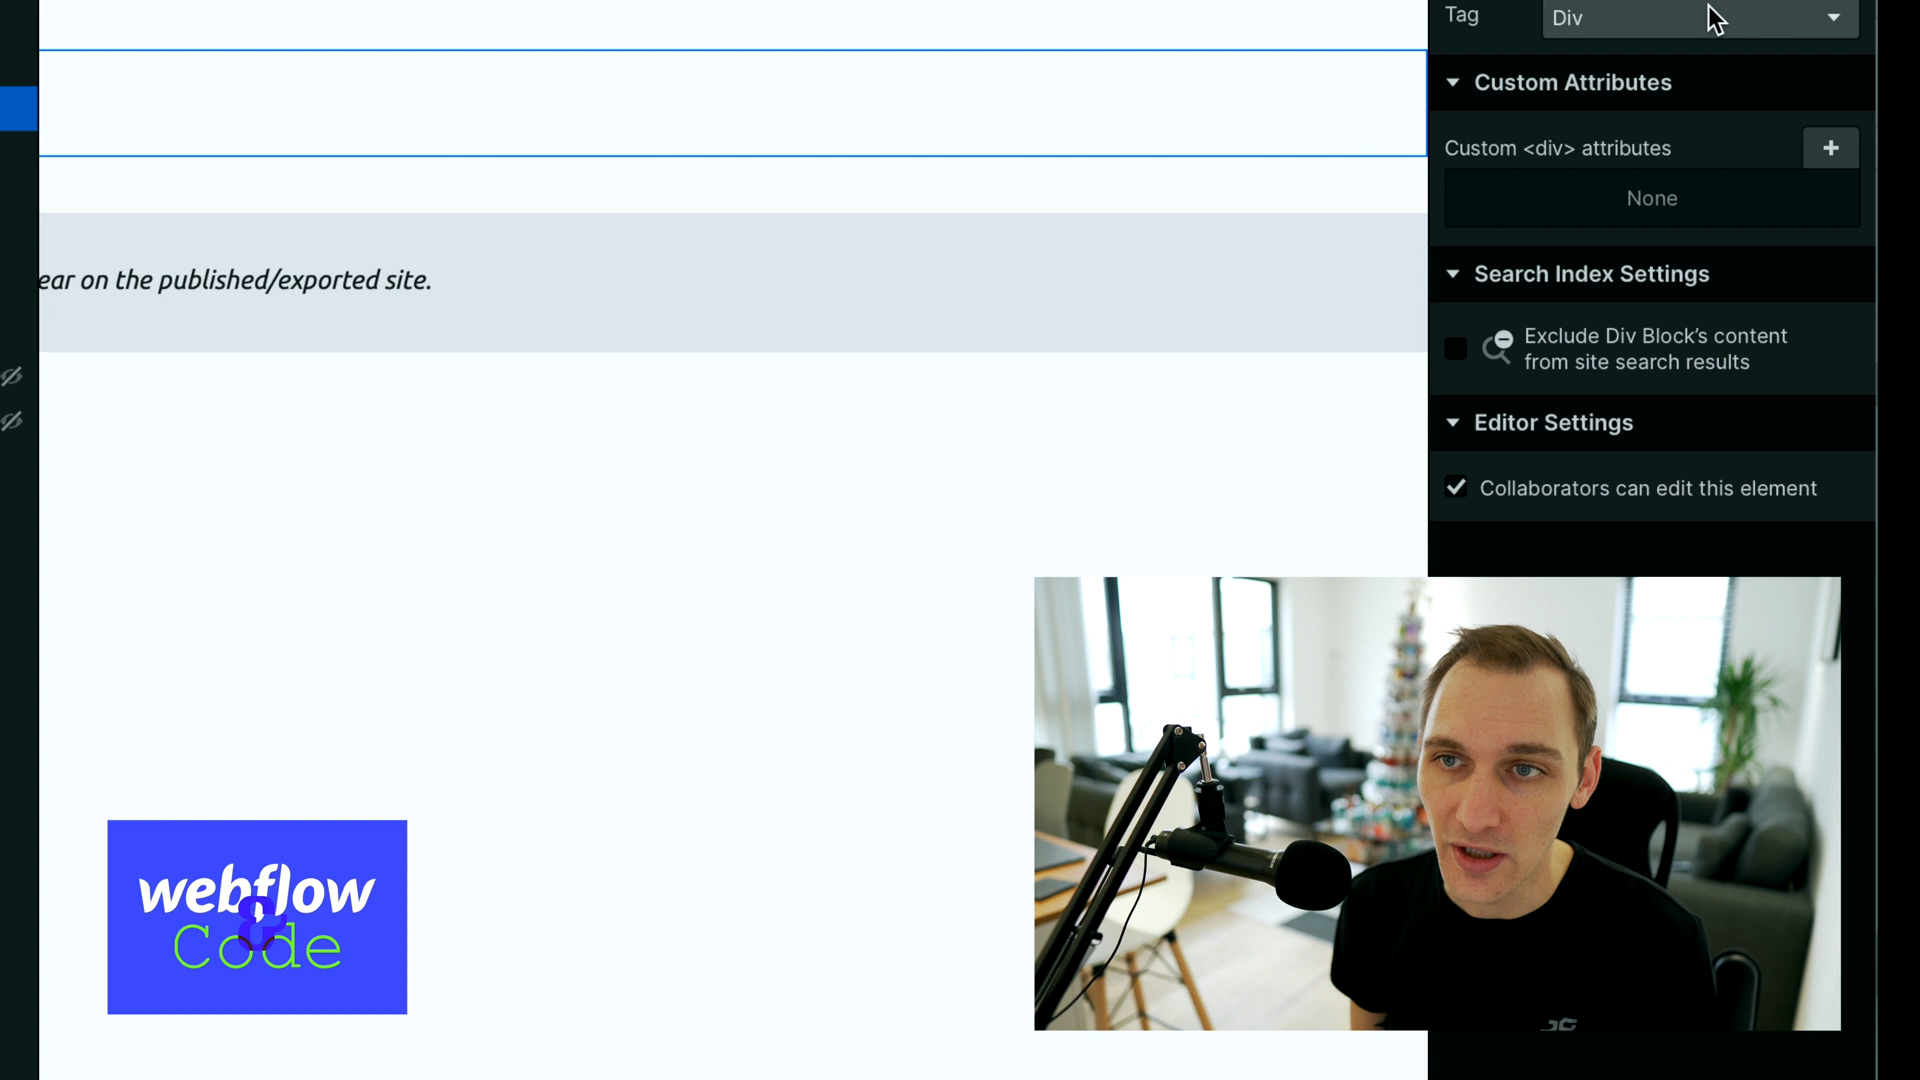 Tag
Div
Custom Attributes
Custom <div> attributes
None
Search Index Settings
ear on the published/exported site.
Exclude Div Block's content
from site search results
Editor Settings
Collaborators can edit this element
webflow
&
Code